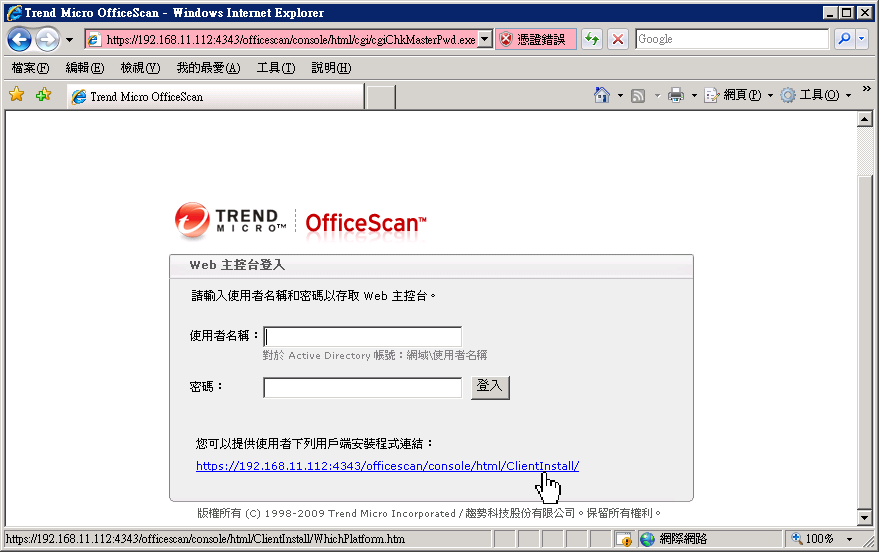 Trend Micro OfficeScan - Windows Internet Explorer
https://192.168.11.112:4343/officescan/console/html/cgi/cgiChkMasterPwd.exe 憑證錯誤 Google
檔案(F) 編輯(E) 檢視(V) 我的最愛(A) 工具(T) 說明(H)
Trend Micro OfficeScan 網頁(P) 工具(O) »
TREND MICRO™ OfficeScan™
Web 主控台登入
請輸入使用者名稱和密碼以存取 Web 主控台。
使用者名稱：
對於 Active Directory 帳號：網域\使用者名稱
密碼： 登入
您可以提供使用者下列用戶端安裝程式連結：
https://192.168.11.112:4343/officescan/console/html/ClientInstall/
版權所有 (C) 1998-2009 Trend Micro Incorporated / 趨勢科技股份有限公司。保留所有權利。
https://192.168.11.112:4343/officescan/console/html/ClientInstall/WhichPlatform.htm 網際網路 100%